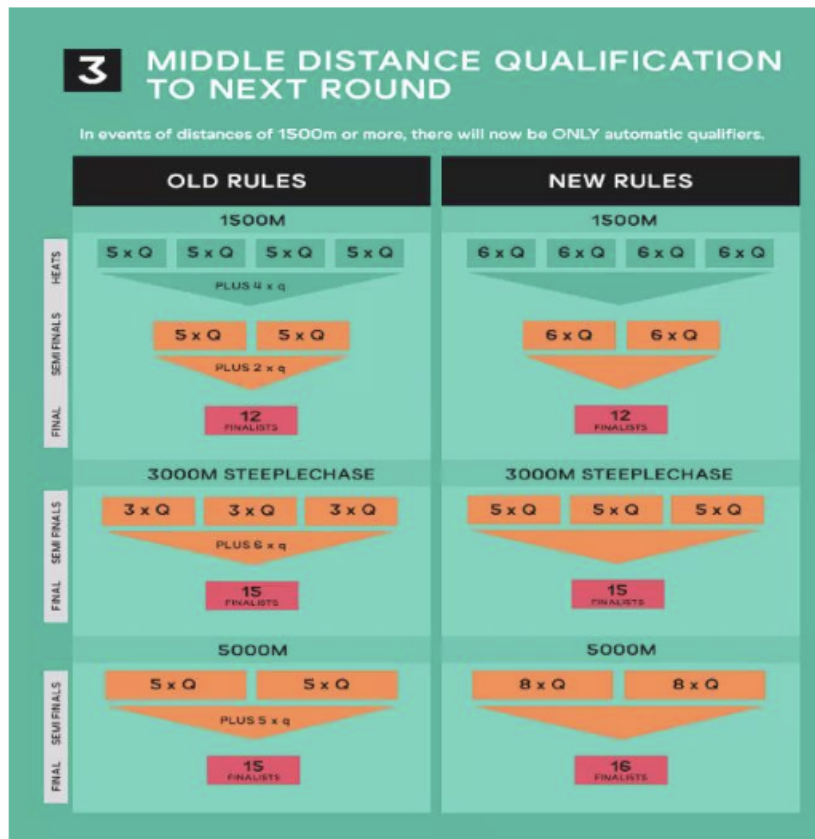 3
MIDDLE DISTANCE QUALIFICATION
TO NEXT ROUND
In events of distances of 1500m or more, there will now be ONLY automatic qualifiers.
OLD RULES
1500M
HEATS
5 x Q 5 x Q 5 x Q 5 x Q
PLUS 4 x q
SEMI FINALS
5 x Q 5 x Q
PLUS 2 x q
FINAL
12
FINALISTS
3000M STEEPLECHASE
SEMI FINALS
3 x Q 3 x Q 3 x Q
PLUS 6 x q
FINAL
15
FINALISTS
5000M
SEMI FINALS
5 x Q 5 x Q
PLUS 5 x q
FINAL
15
FINALISTS
NEW RULES
1500M
6 x Q 6 x Q 6 x Q 6 x Q
6 x Q 6 x Q
12
FINALISTS
3000M STEEPLECHASE
5 x Q 5 x Q 5 x Q
15
FINALISTS
5000M
8 x Q 8 x Q
16
FINALISTS